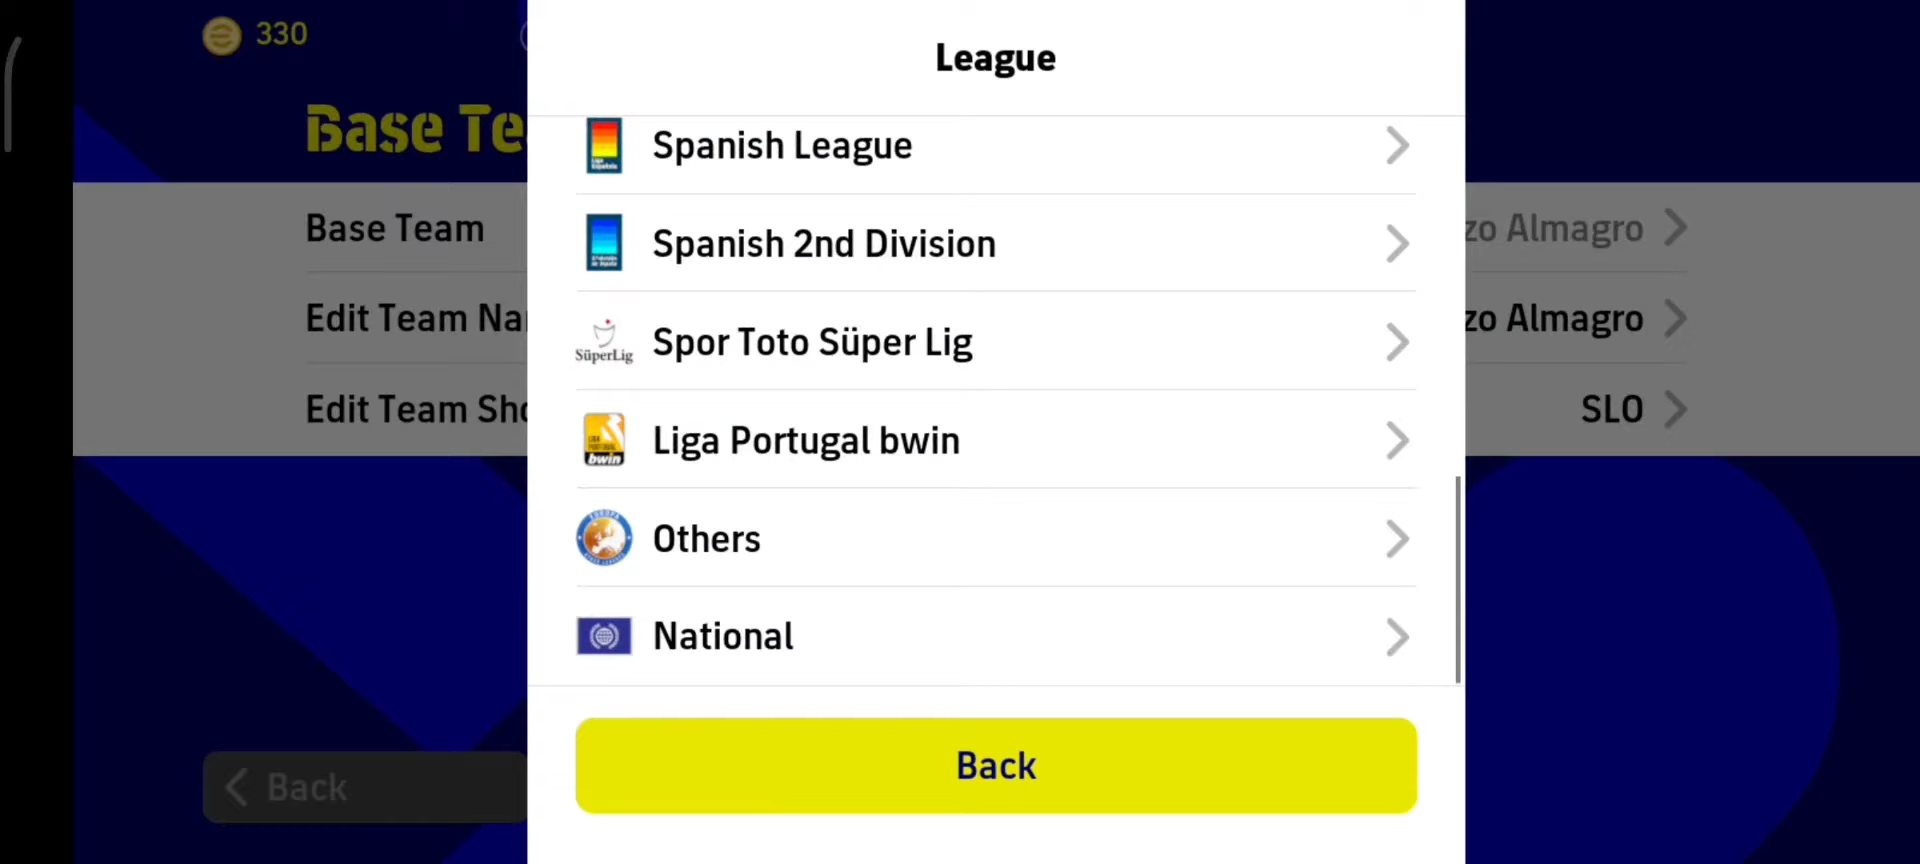 330
League
Base Te
Spanish League
Base Team
zo Almagro
Spanish 2nd Division
Edit Team Na
zo Almagro
SüperLig
Spor Toto Süper Lig
Edit Team Sho
SLO
bwin
Liga Portugal bwin
Others
National
Back
Back